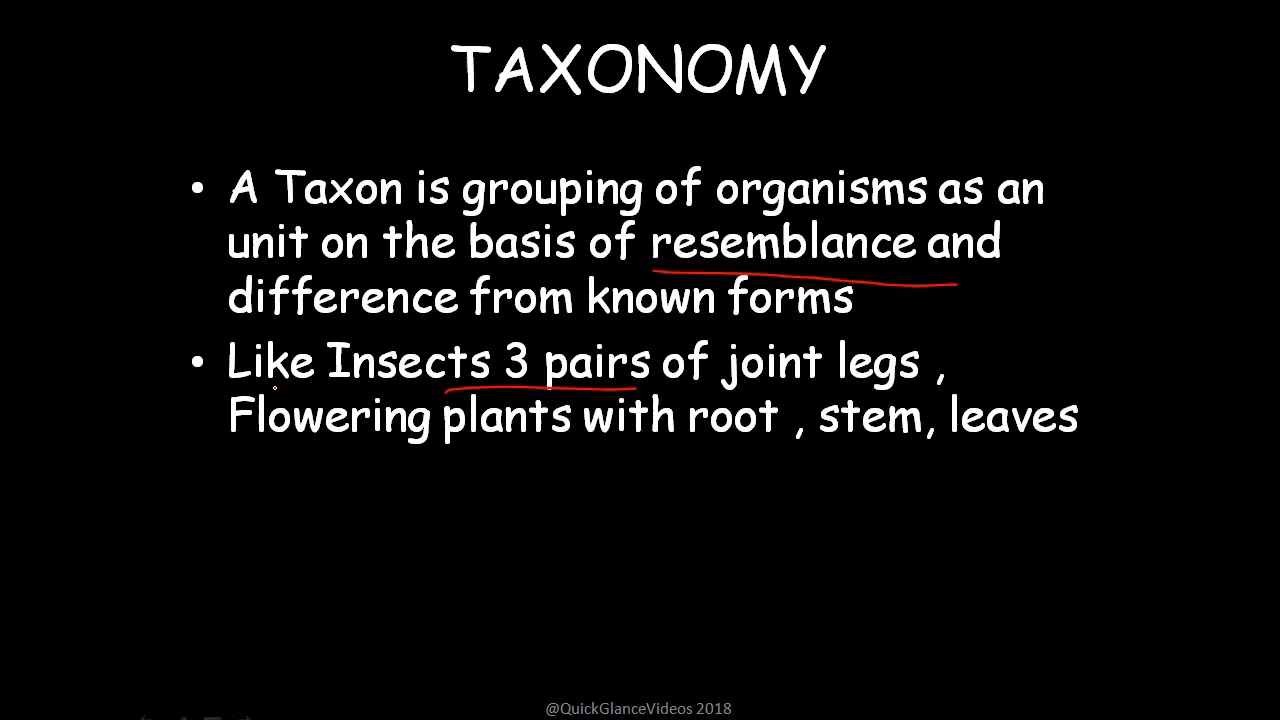 TAXONOMY
• A Taxon is grouping of organisms as an
unit on the basis of resemblance and
difference from known forms
• Like Insects 3 pairs of joint legs ,
Flowering plants with root , stem, leaves
@QuickGlanceVideos 2018